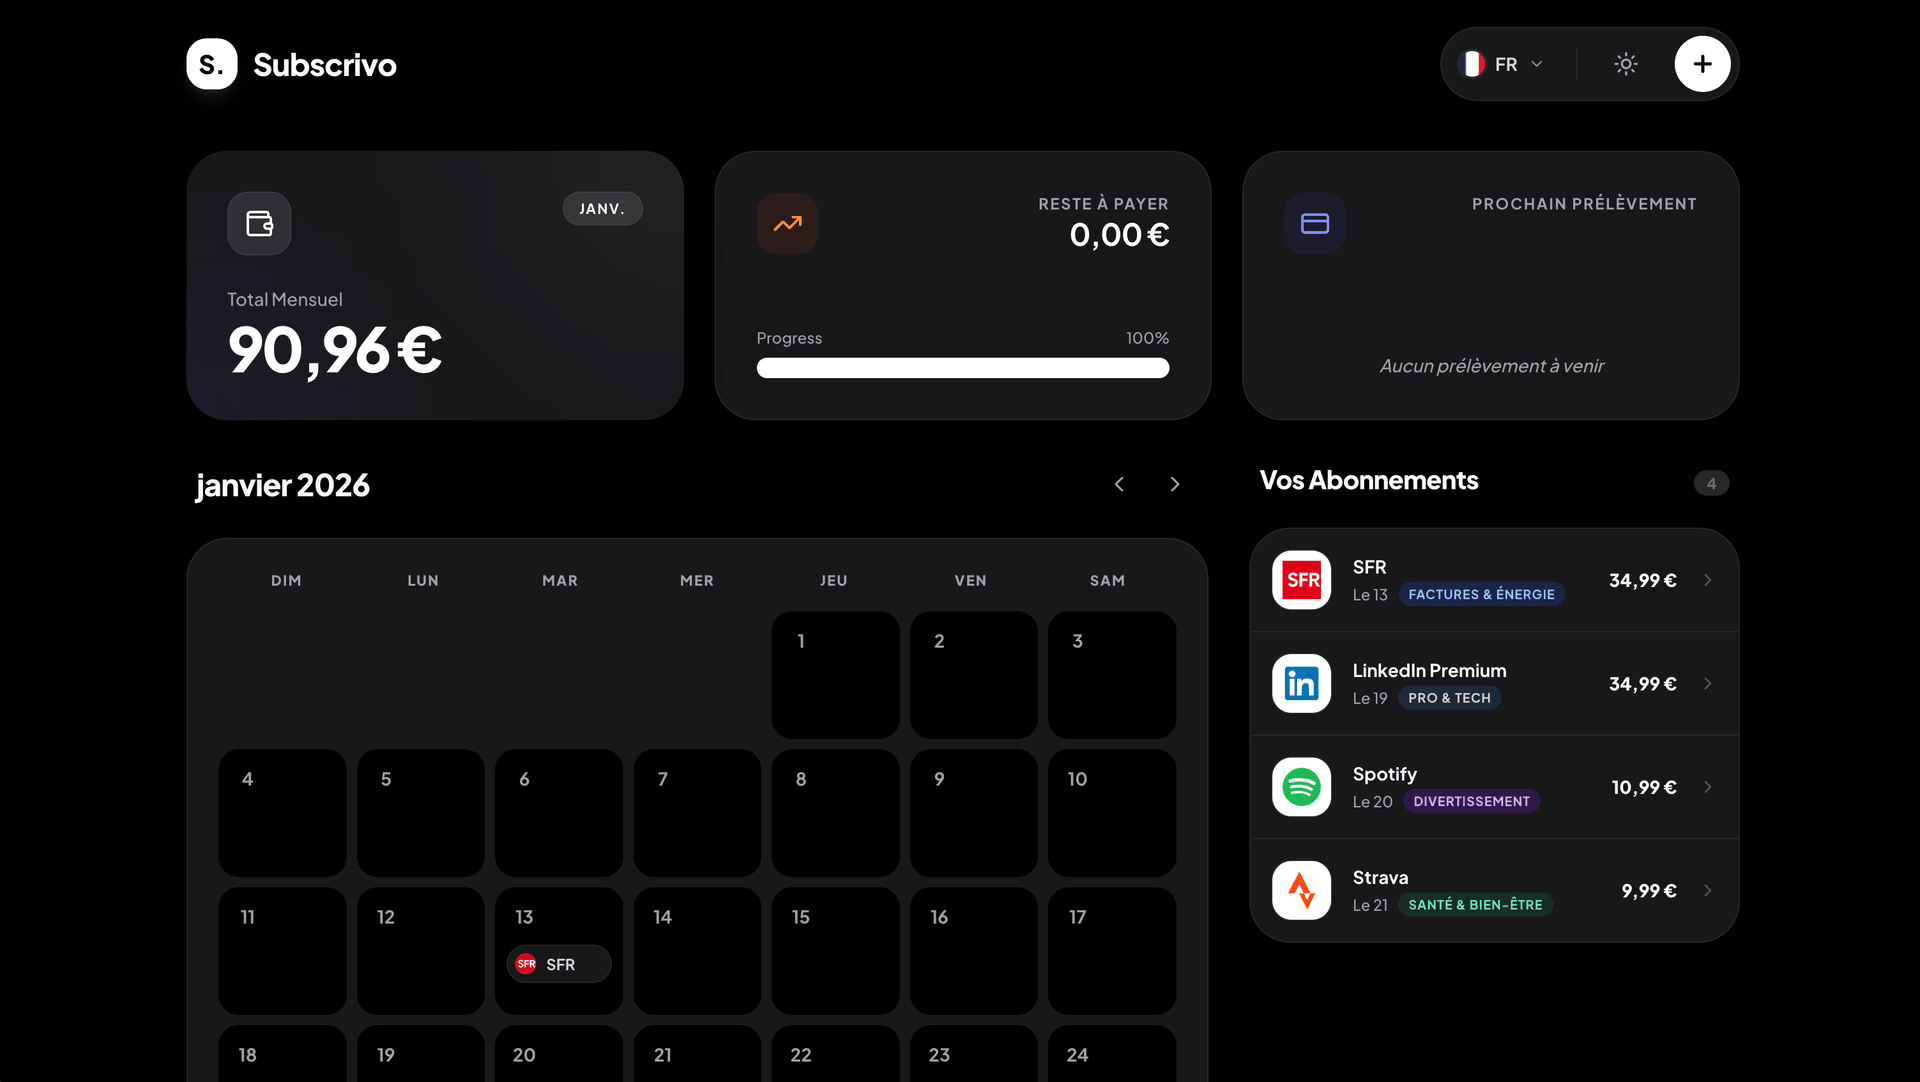 S. Subscrivo
FR
JANV.
Total Mensuel
90,96 €
RESTE À PAYER
0,00 €
Progress 100%
PROCHAIN PRÉLÈVEMENT
Aucun prélèvement à venir
janvier 2026
DIM LUN MAR MER JEU VEN SAM
1 2 3
4 5 6 7 8 9 10
11 12 13 14 15 16 17
SFR SFR
18 19 20 21 22 23 24
Vos Abonnements 4
SFR
SFR
Le 13 FACTURES & ÉNERGIE
34,99 €
in
LinkedIn Premium
Le 19 PRO & TECH
34,99 €
Spotify
Le 20 DIVERTISSEMENT
10,99 €
Strava
Le 21 SANTÉ & BIEN-ÊTRE
9,99 €